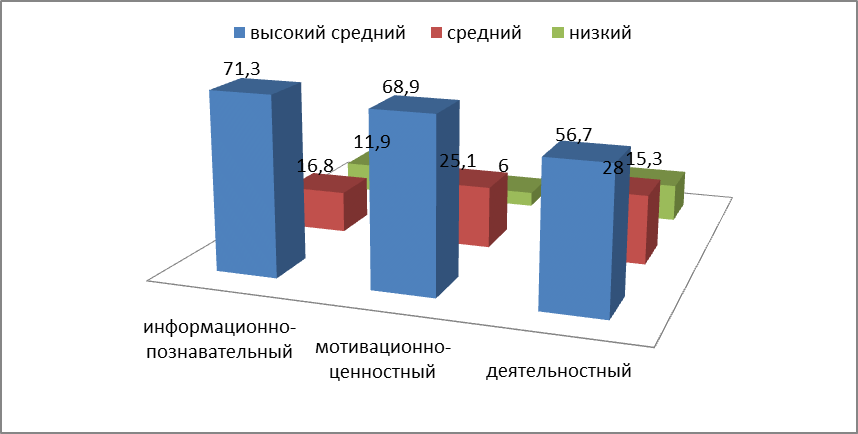 высокий средний средний низкий
71,3
68,9
56,7
11,9
16,8
25,1
6
28
15,3
информационно-
познавательный
мотивационно-
ценностный
деятельностный